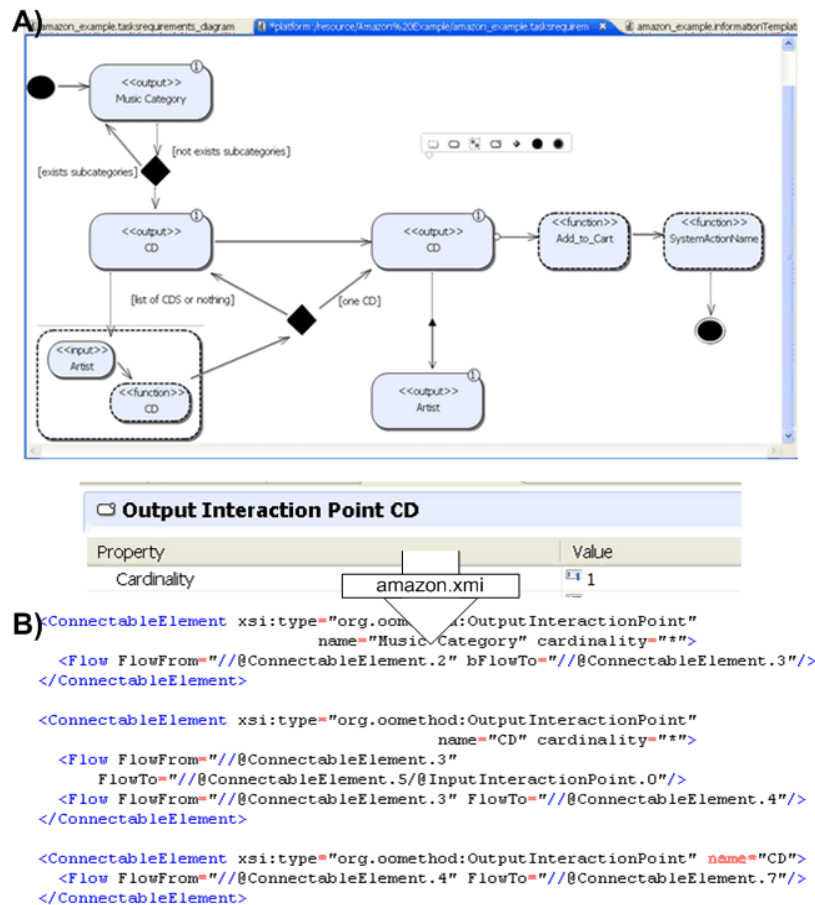 A)
amazon_example.tasksrequirements_diagram
*platform:/resource/Amazon%20Example/amazon_example.tasksrequirem
amazon_example.informationTemplat
1
<<output>>
Music Category
[not exists subcategories]
[exists subcategories]
1
<<output>>
CD
1
<<output>>
CD
<<function>>
Add_to_Cart
<<function>>
SystemActionName
[list of CDS or nothing]
[one CD]
<<input>>
Artist
<<function>>
CD
1
<<output>>
Artist
Output Interaction Point CD
Property Value
Cardinality 1
amazon.xmi
B)
<ConnectableElement xsi:type="org.oomethod:OutputInteractionPoint"
name="Music Category" cardinality="*">
<Flow FlowFrom="//@ConnectableElement.2" bFlowTo="//@ConnectableElement.3"/>
</ConnectableElement>
<ConnectableElement xsi:type="org.oomethod:OutputInteractionPoint"
name="CD" cardinality="*">
<Flow FlowFrom="//@ConnectableElement.3"
FlowTo="//@ConnectableElement.5/@InputInteractionPoint.0"/>
<Flow FlowFrom="//@ConnectableElement.3" FlowTo="//@ConnectableElement.4"/>
</ConnectableElement>
<ConnectableElement xsi:type="org.oomethod:OutputInteractionPoint" name="CD">
<Flow FlowFrom="//@ConnectableElement.4" FlowTo="//@ConnectableElement.7"/>
</ConnectableElement>